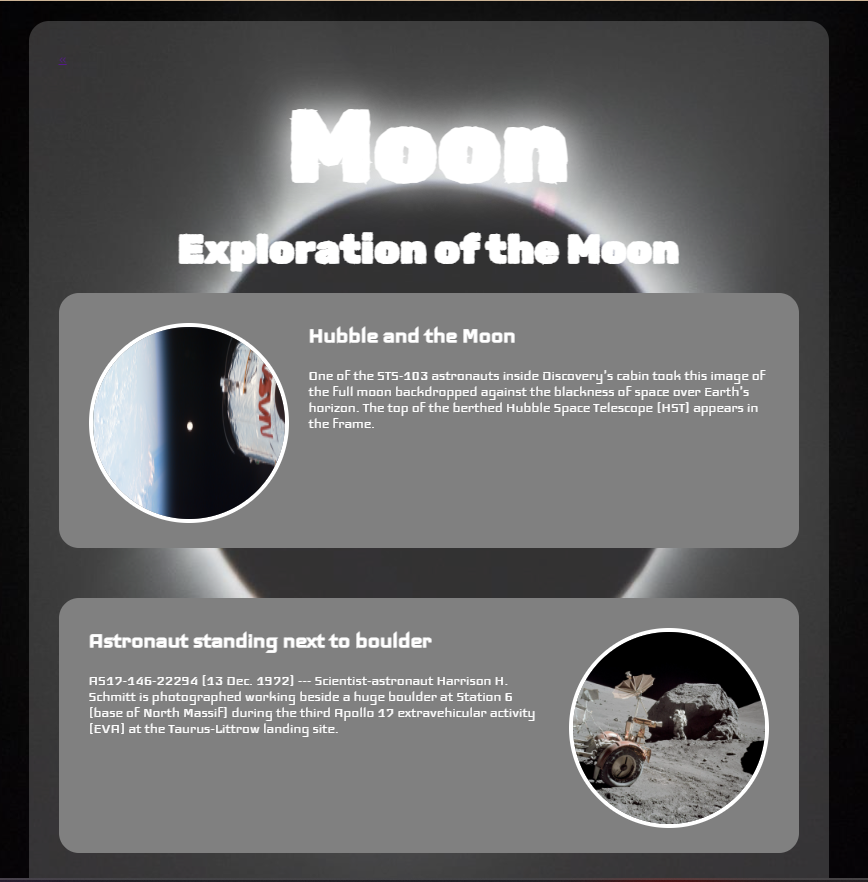 Moon
Exploration of the Moon
Hubble and the Moon
One of the STS-103 astronauts inside Discovery's cabin took this image of
the full moon backdropped against the blackness of space over Earth's
horizon. The top of the berthed Hubble Space Telescope (HST) appears in
the frame.
Astronaut standing next to boulder
AS17-146-22294 (13 Dec. 1972) --- Scientist-astronaut Harrison H.
Schmitt is photographed working beside a huge boulder at Station 6
(base of North Massif) during the third Apollo 17 extravehicular activity
(EVA) at the Taurus-Littrow landing site.